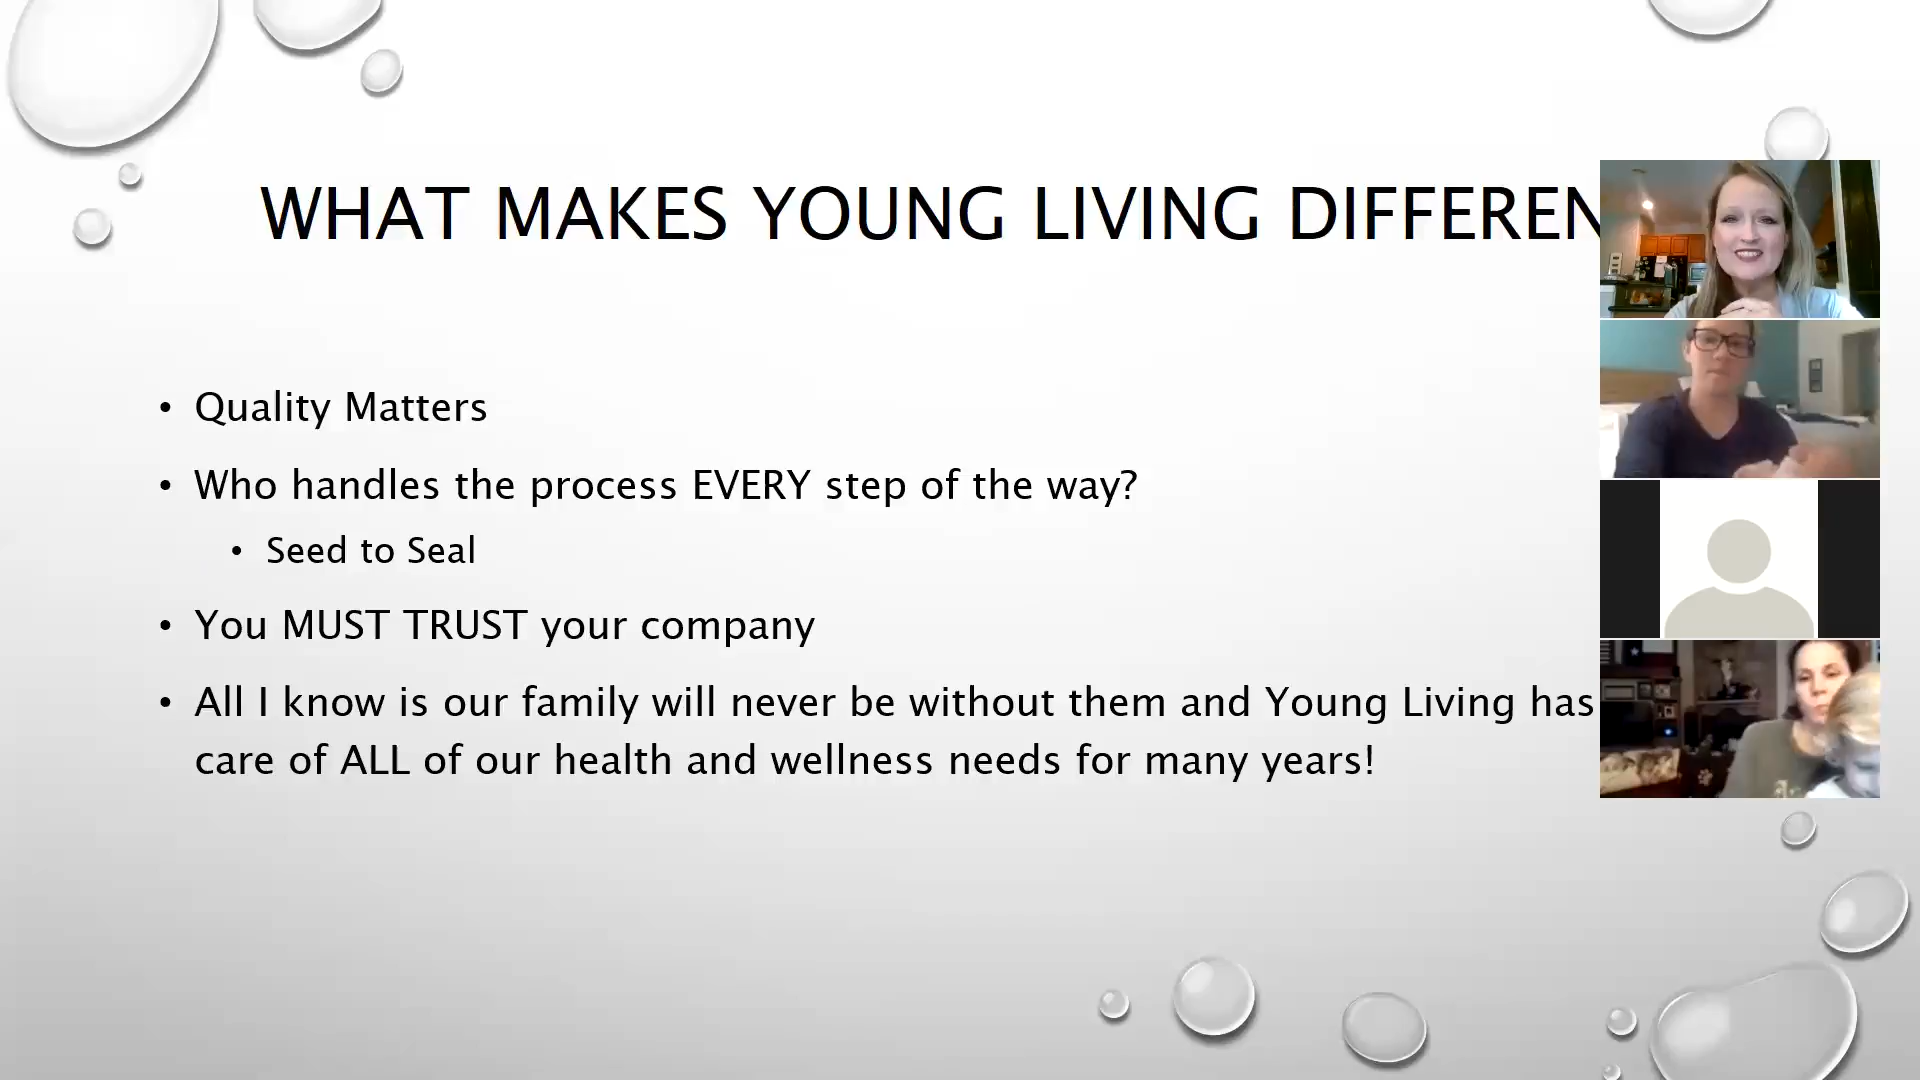 WHAT MAKES YOUNG LIVING DIFFEREN
• Quality Matters
• Who handles the process EVERY step of the way?
• Seed to Seal
• You MUST TRUST your company
• All I know is our family will never be without them and Young Living has
care of ALL of our health and wellness needs for many years!